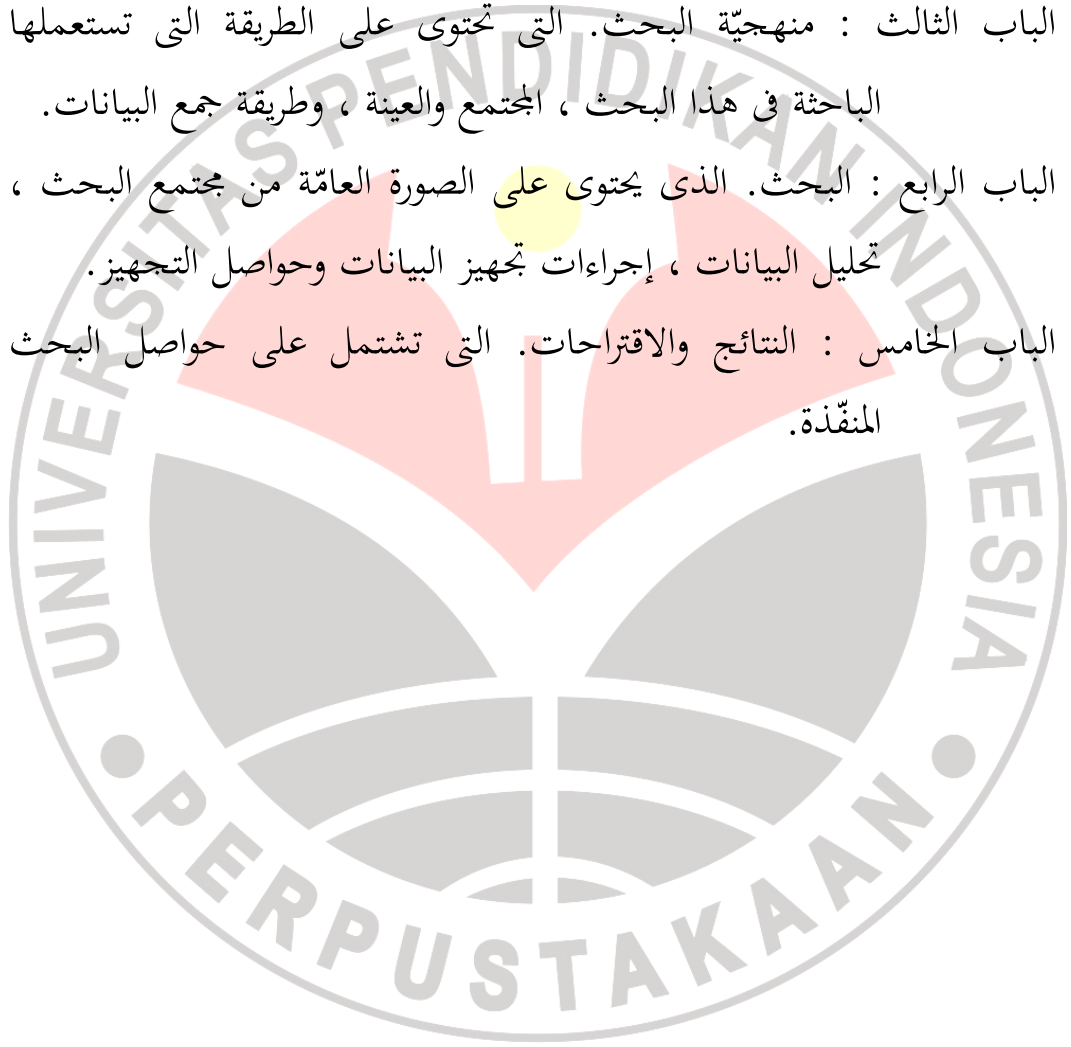 الباب الثالث : منهجيّة البحث. التى تحتوى على الطريقة التى تستعملها
الباحثة فى هذا البحث ، المجتمع والعينة ، وطريقة جمع البيانات.
الباب الرابع : البحث. الذى يحتوى على الصورة العامّة من مجتمع البحث ،
تحليل البيانات ، إجراءات تجهيز البيانات وحواصل التجهيز.
الباب الخامس : النتائج والاقتراحات. التى تشتمل على حواصل البحث
المنفّذة.
UNIVERSITAS PENDIDIKAN INDONESIA
PERPUSTAKAAN